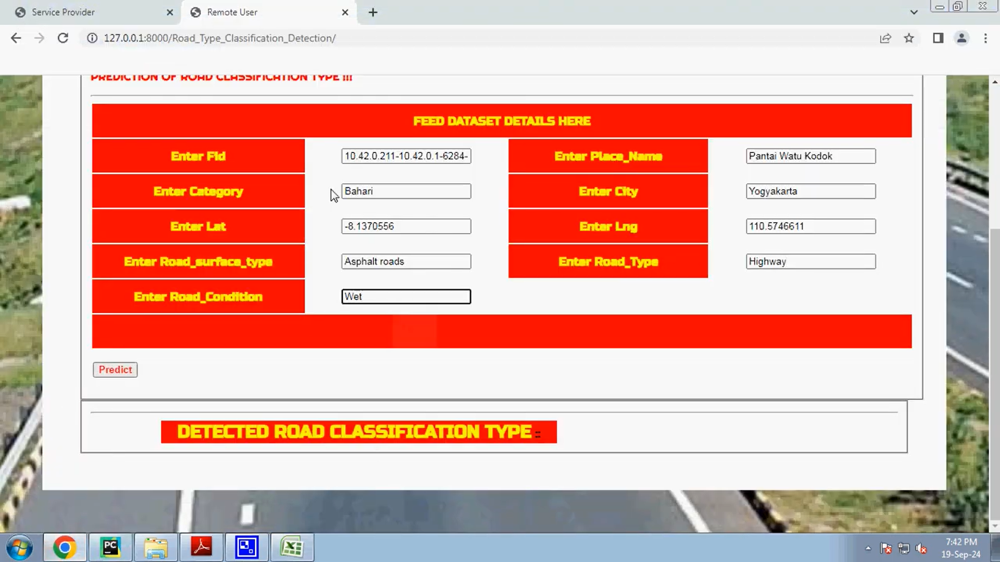 Service Provider
Remote User
127.0.0.1:8000/Road_Type_Classification_Detection/
PREDICTION OF ROAD CLASSIFICATION TYPE !!!
FEED DATASET DETAILS HERE
Enter Fid 10.42.0.211-10.42.0.1-6284- Enter Place_Name Pantai Watu Kodok
Enter Category Bahari Enter City Yogyakarta
Enter Lat -8.1370556 Enter Lng 110.5746611
Enter Road_surface_type Asphalt roads Enter Road_Type Highway
Enter Road_Condition Wet
Predict
DETECTED ROAD CLASSIFICATION TYPE ::
PC
7:42 PM
19-Sep-24